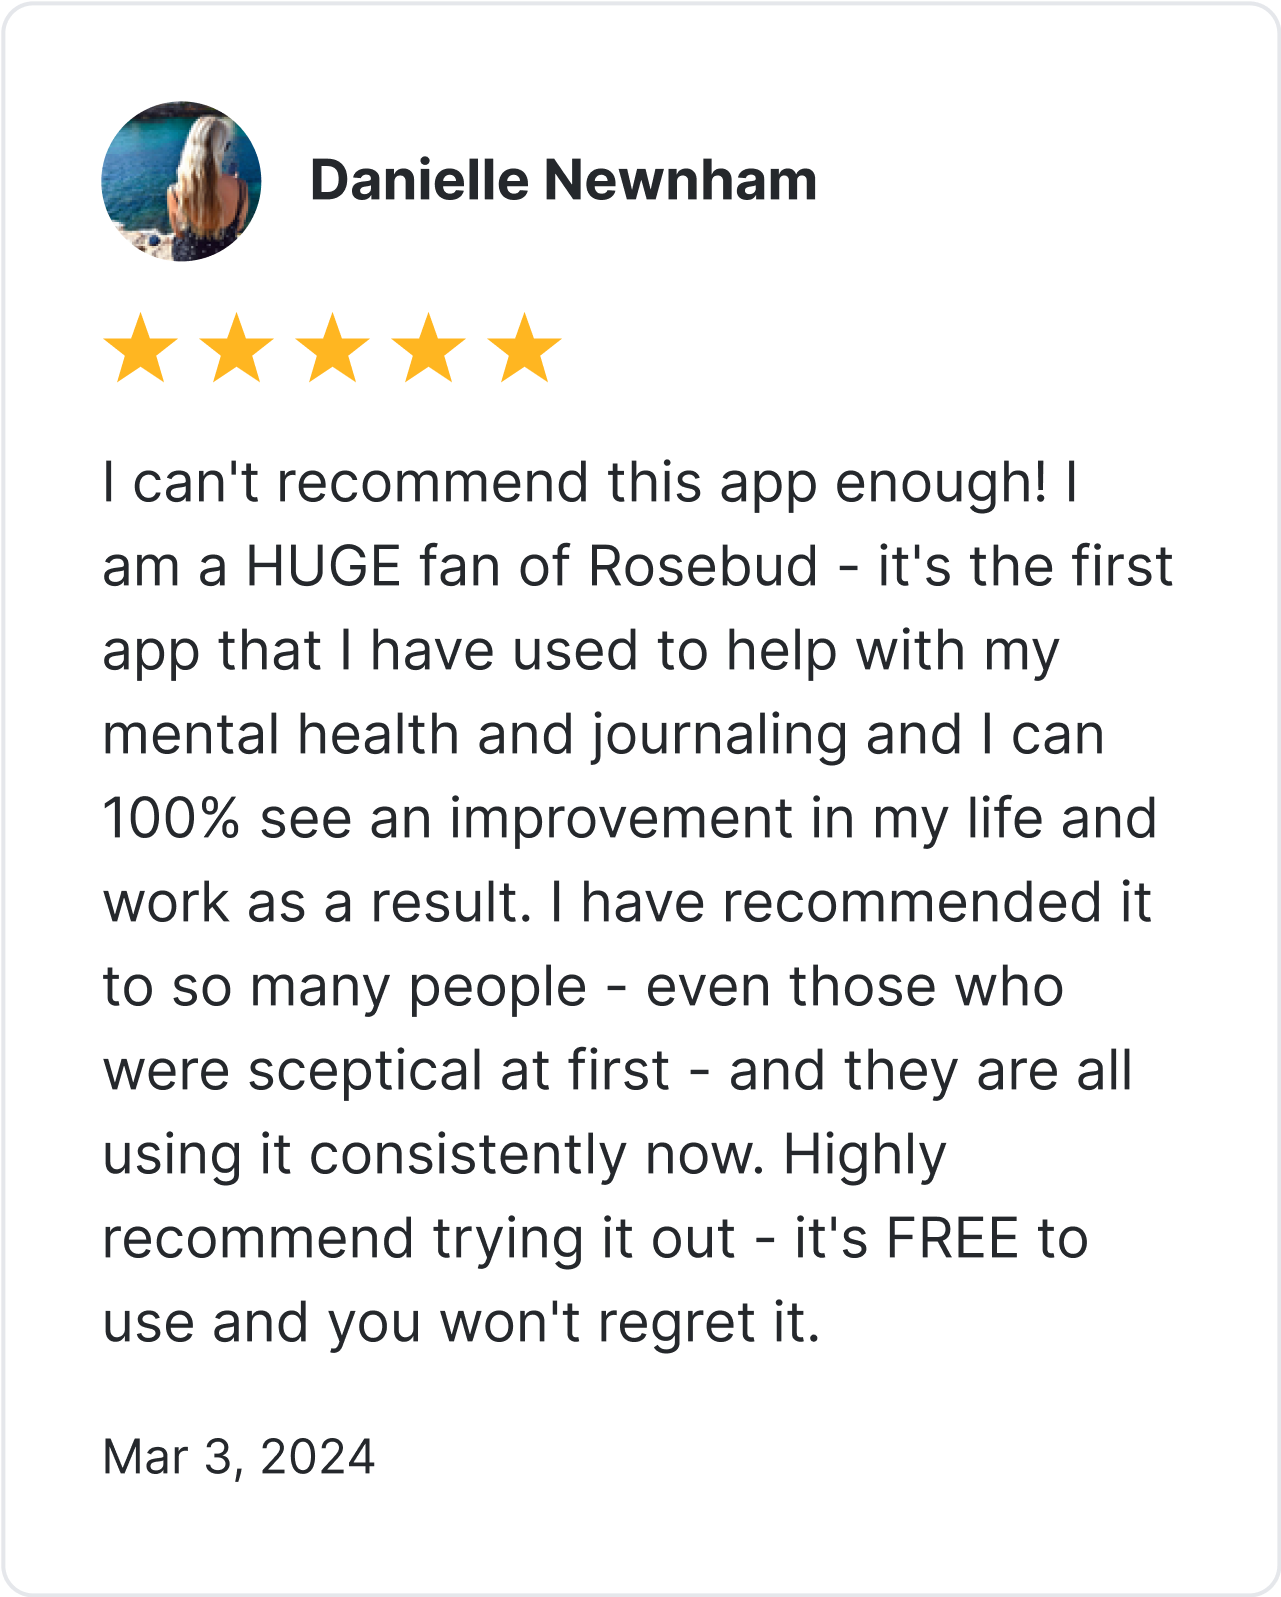 Danielle Newnham
I can't recommend this app enough! I
am a HUGE fan of Rosebud - it's the first
app that I have used to help with my
mental health and journaling and I can
100% see an improvement in my life and
work as a result. I have recommended it
to so many people - even those who
were sceptical at first - and they are all
using it consistently now. Highly
recommend trying it out - it's FREE to
use and you won't regret it.
Mar 3, 2024